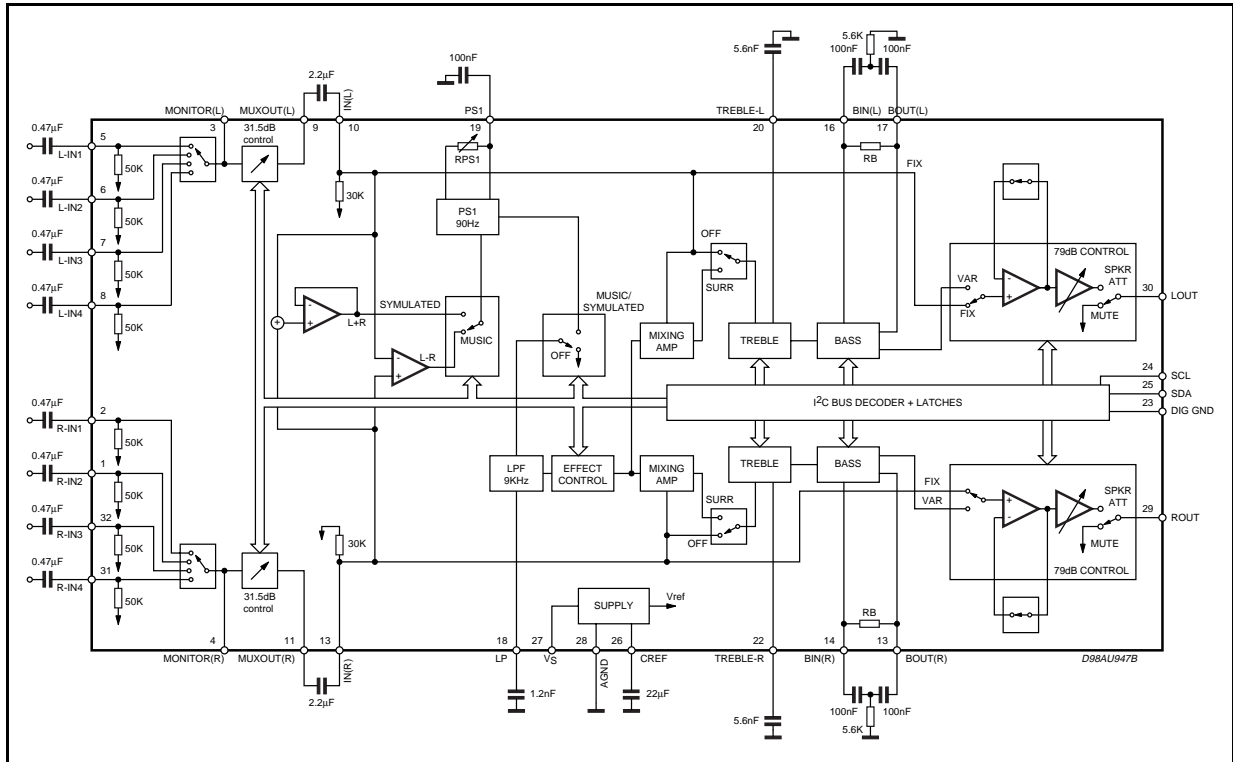 5.6nF
5.6K
100nF
100nF
100nF
2.2µF
IN(L)
MONITOR(L)
MUXOUT(L)
PS1
TREBLE-L
BIN(L)
BOUT(L)
3
9
10
19
20
16
17
0.47µF
5
L-IN1
50K
31.5dB
control
RPS1
RB
FIX
30K
0.47µF
6
L-IN2
50K
PS1
90Hz
OFF
SURR
79dB CONTROL
0.47µF
7
L-IN3
50K
0.47µF
8
L-IN4
50K
SYMULATED
L+R
MUSIC
MUSIC/
SYMULATED
OFF
MIXING
AMP
TREBLE
BASS
VAR
FIX
SPKR
ATT
MUTE
30
LOUT
-
+
+
-
+
L-R
-
+
I2C BUS DECODER + LATCHES
24
SCL
25
SDA
23
DIG GND
0.47µF
2
R-IN1
50K
0.47µF
1
R-IN2
50K
LPF
9KHz
EFFECT
CONTROL
MIXING
AMP
TREBLE
BASS
SURR
OFF
FIX
VAR
+
-
SPKR
ATT
MUTE
29
ROUT
0.47µF
32
R-IN3
50K
30K
0.47µF
31
R-IN4
50K
31.5dB
control
79dB CONTROL
SUPPLY
Vref
RB
4
11
13
18
27
28
26
22
14
13
MONITOR(R)
MUXOUT(R)
IN(R)
LP
VS
AGND
CREF
TREBLE-R
BIN(R)
BOUT(R)
D98AU947B
2.2µF
1.2nF
22µF
5.6nF
100nF
100nF
5.6K